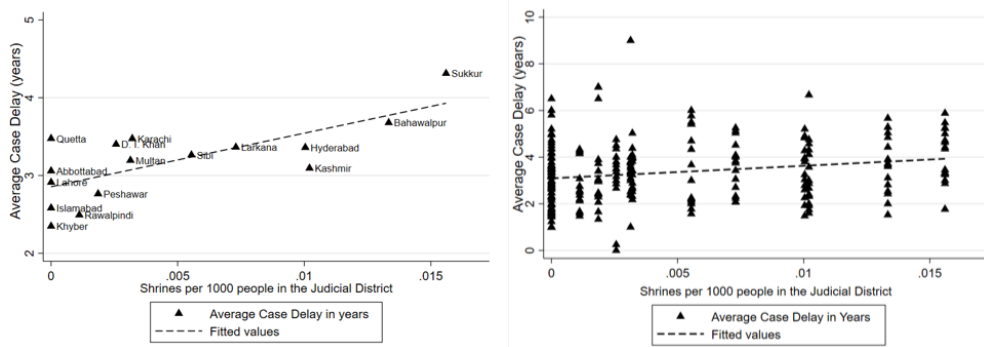 Average Case Delay (years)
5
4
3
2
Sukkur
Bahawalpur
Quetta
Karachi
D. I. Khan
Larkana
Hyderabad
Sibi
Multan
Kashmir
Abbottabad
Lahore
Peshawar
Islamabad
Rawalpindi
Khyber
0 .005 .01 .015
Shrines per 1000 people in the Judicial District
Average Case Delay in years
Fitted values
Average Case Delay (years)
10
8
6
4
2
0
0 .005 .01 .015
Shrines per 1000 people in the Judicial District
Average Case Delay in Years
Fitted values